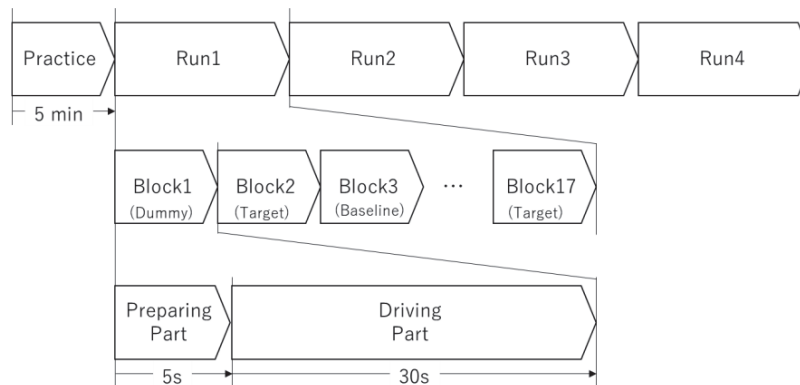 Practice
Run1
Run2
Run3
Run4
5 min
Block1
(Dummy)
Block2
(Target)
Block3
(Baseline)
...
Block17
(Target)
Preparing
Part
Driving
Part
5s
30s